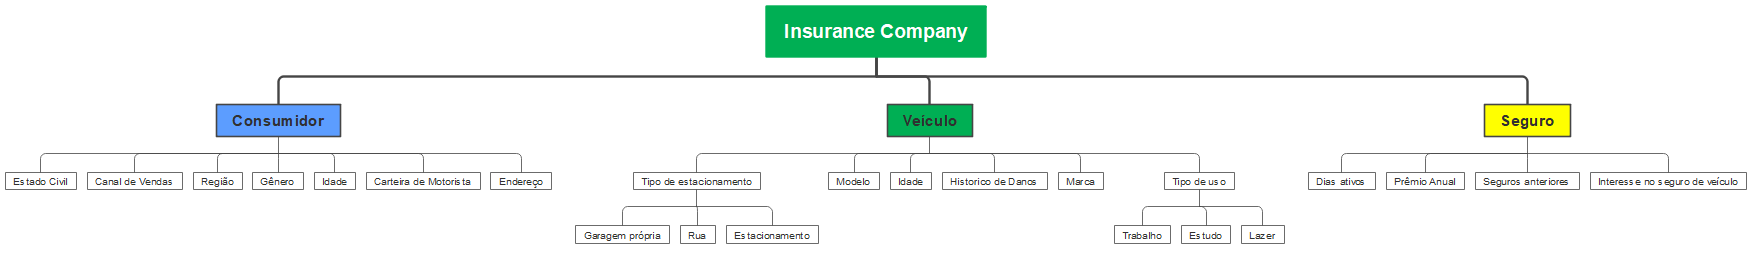 Insurance Company
Consumidor
Veículo
Seguro
Estado Civil
Canal de Vendas
Região
Gênero
Idade
Carteira de Motorista
Endereço
Tipo de estacionamento
Modelo
Idade
Historico de Danos
Marca
Tipo de uso
Dias ativos
Prêmio Anual
Seguros anteriores
Interesse no seguro de veículo
Garagem própria
Rua
Estacionamento
Trabalho
Estudo
Lazer